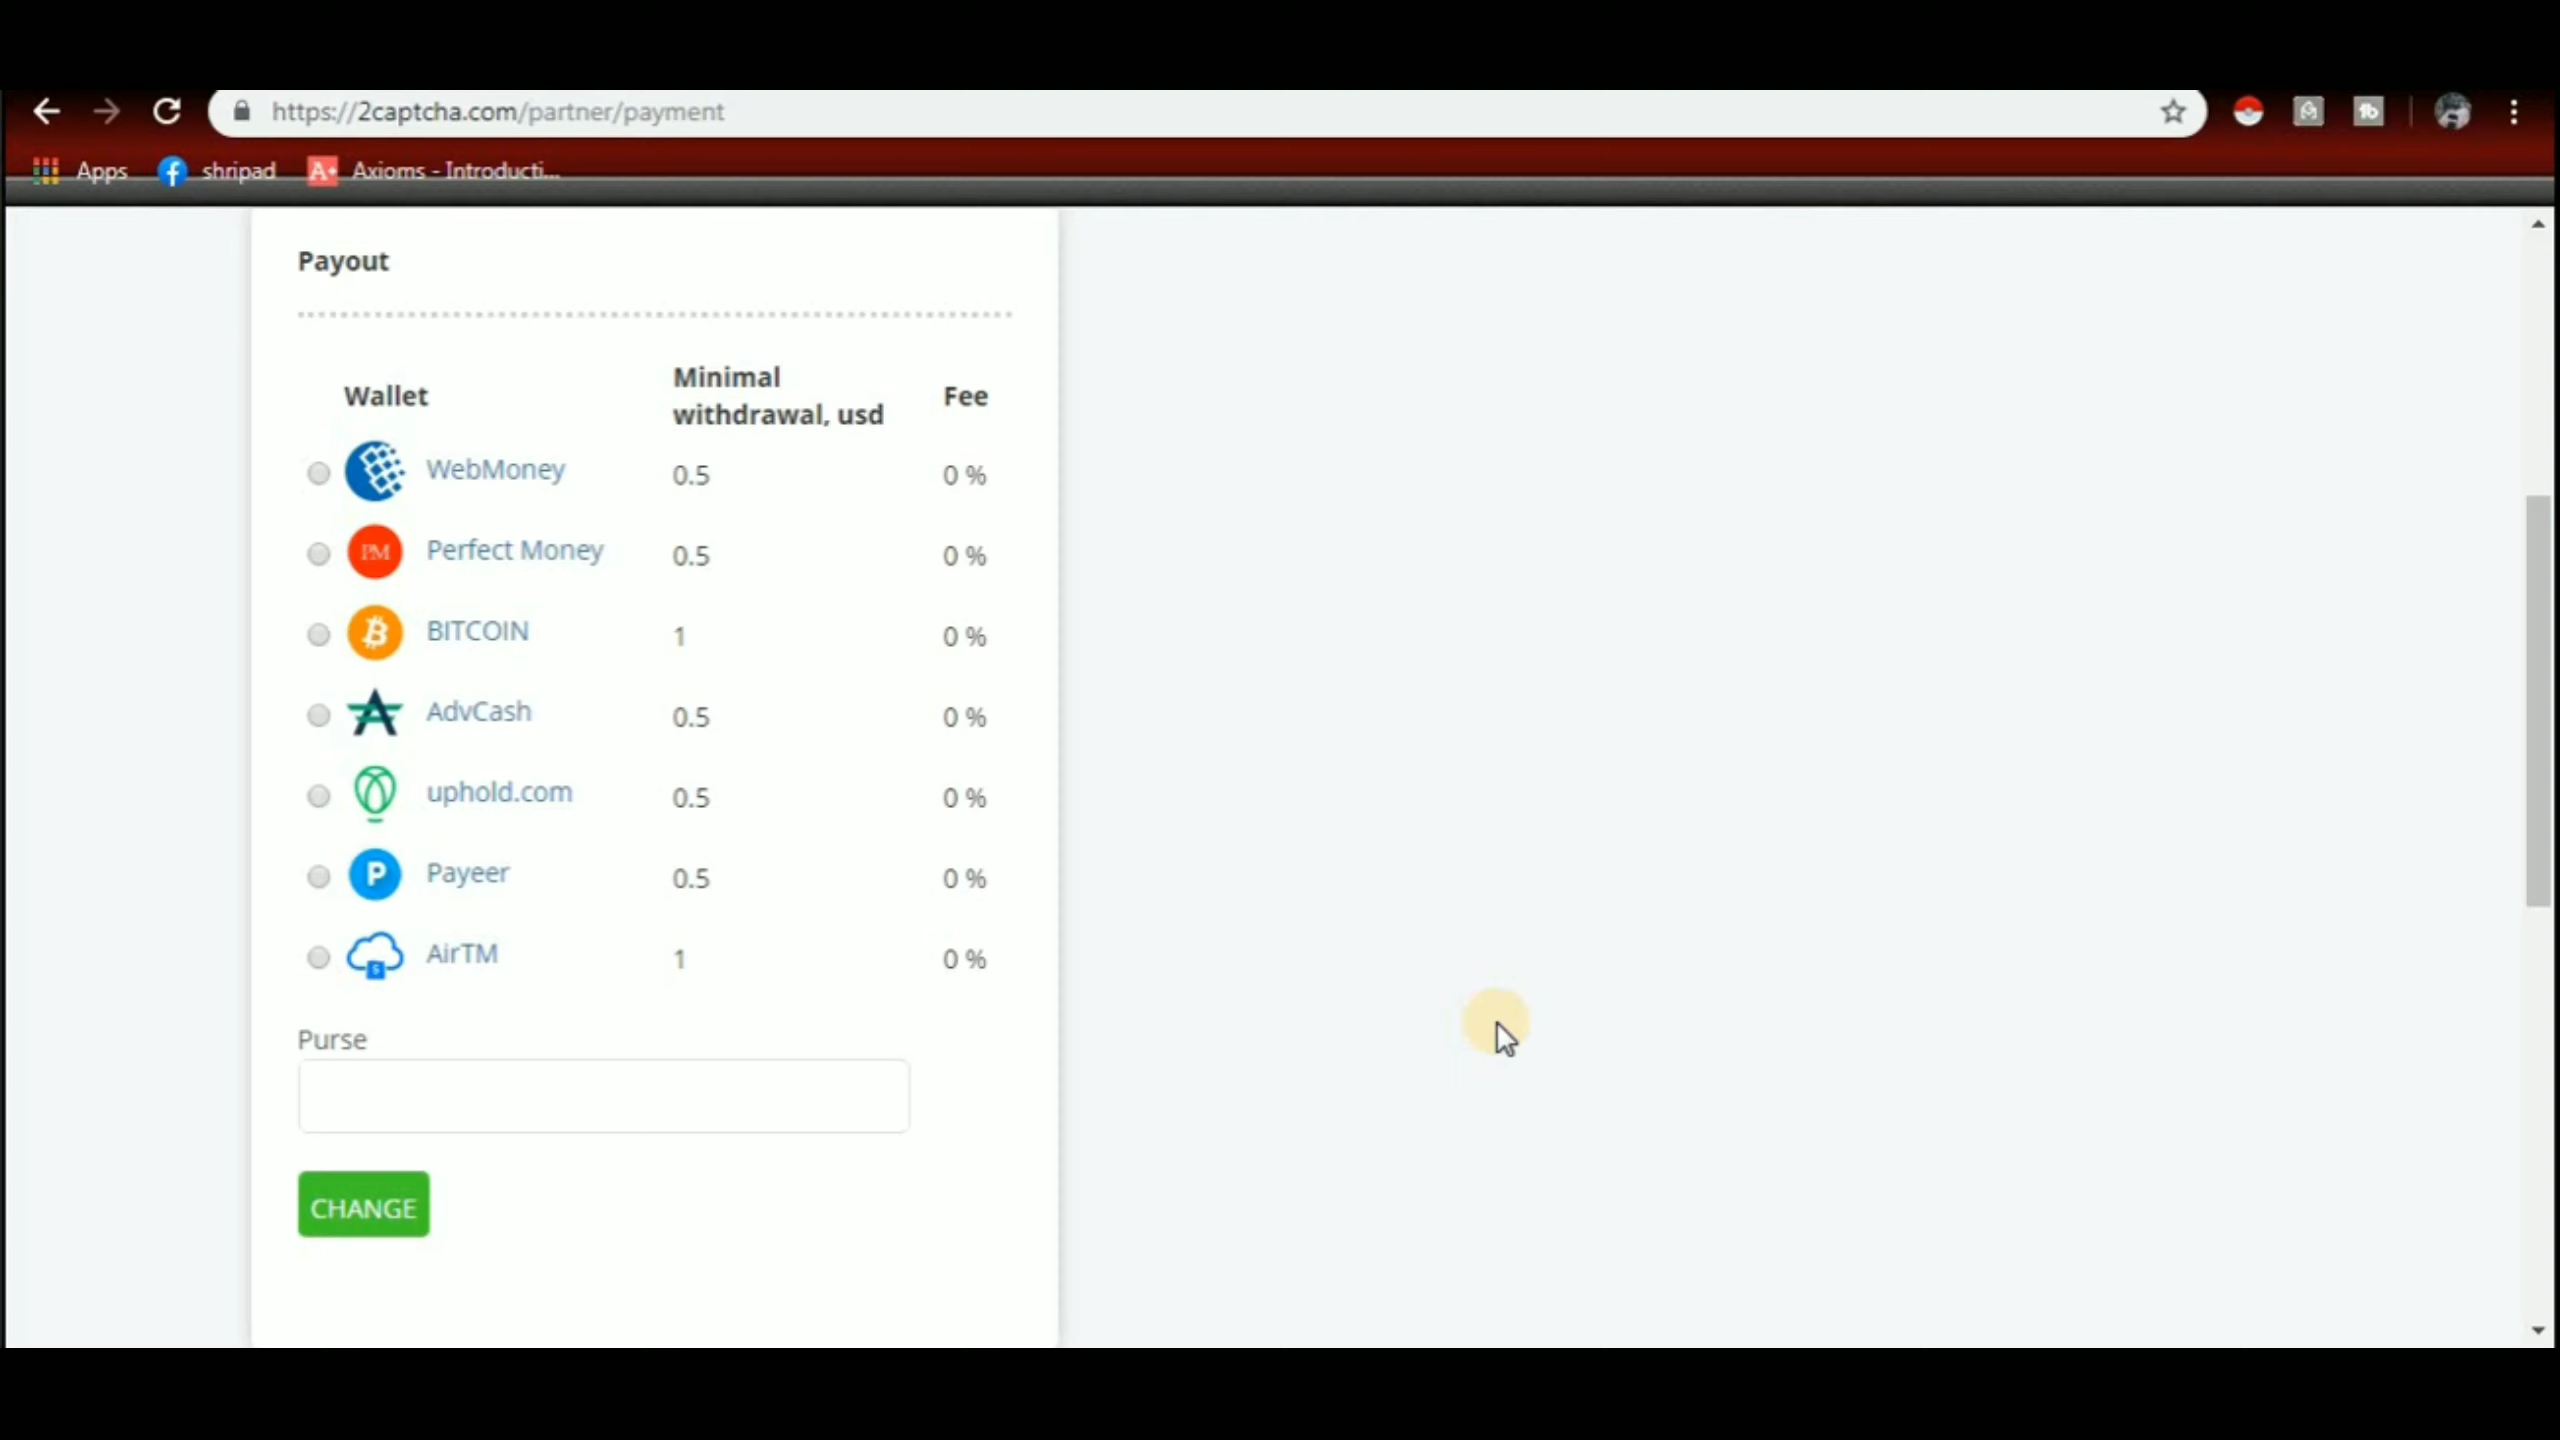 https://2captcha.com/partner/payment
Apps shripad A+ Axioms - Introducti...
Payout
Wallet Minimal withdrawal, usd Fee
WebMoney 0.5 0 %
PM Perfect Money 0.5 0 %
BITCOIN 1 0 %
AdvCash 0.5 0 %
uphold.com 0.5 0 %
P Payeer 0.5 0 %
AirTM 1 0 %
Purse
CHANGE